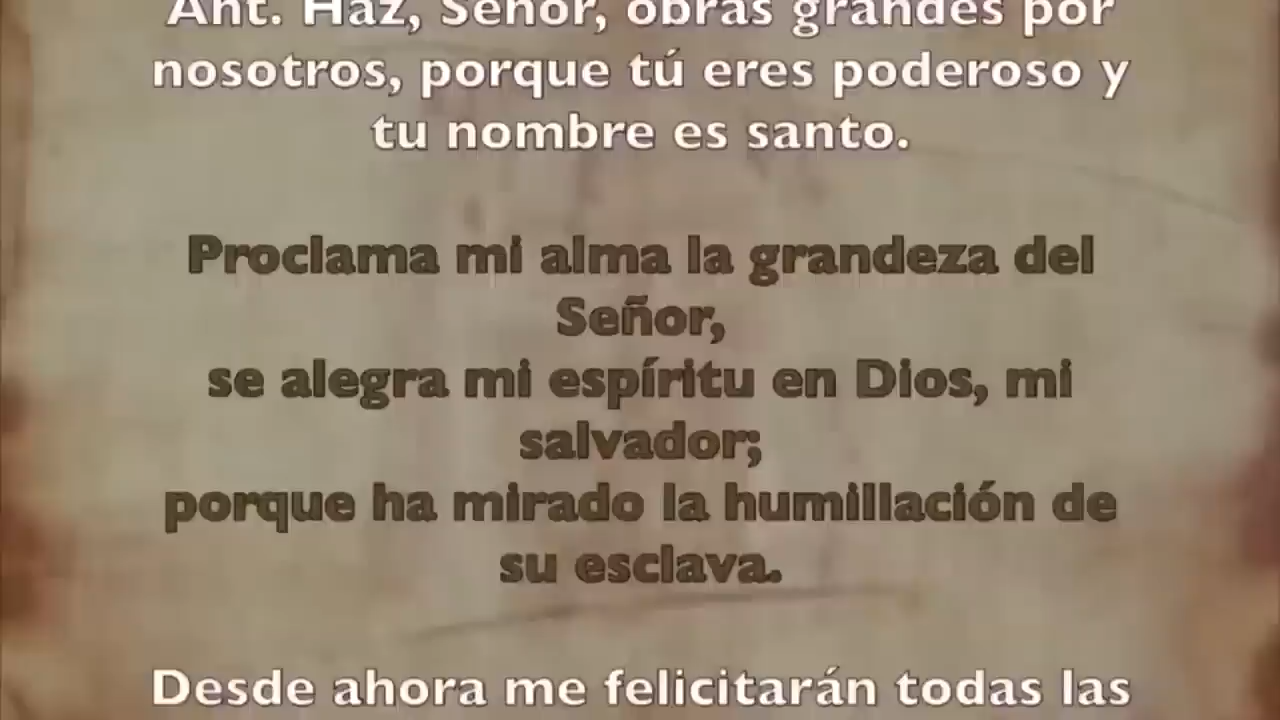 Ant. Haz, Señor, obras grandes por
nosotros, porque tú eres poderoso y
tu nombre es santo.
Proclama mi alma la grandeza del
Señor,
se alegra mi espíritu en Dios, mi
salvador;
porque ha mirado la humillación de
su esclava.
Desde ahora me felicitarán todas las